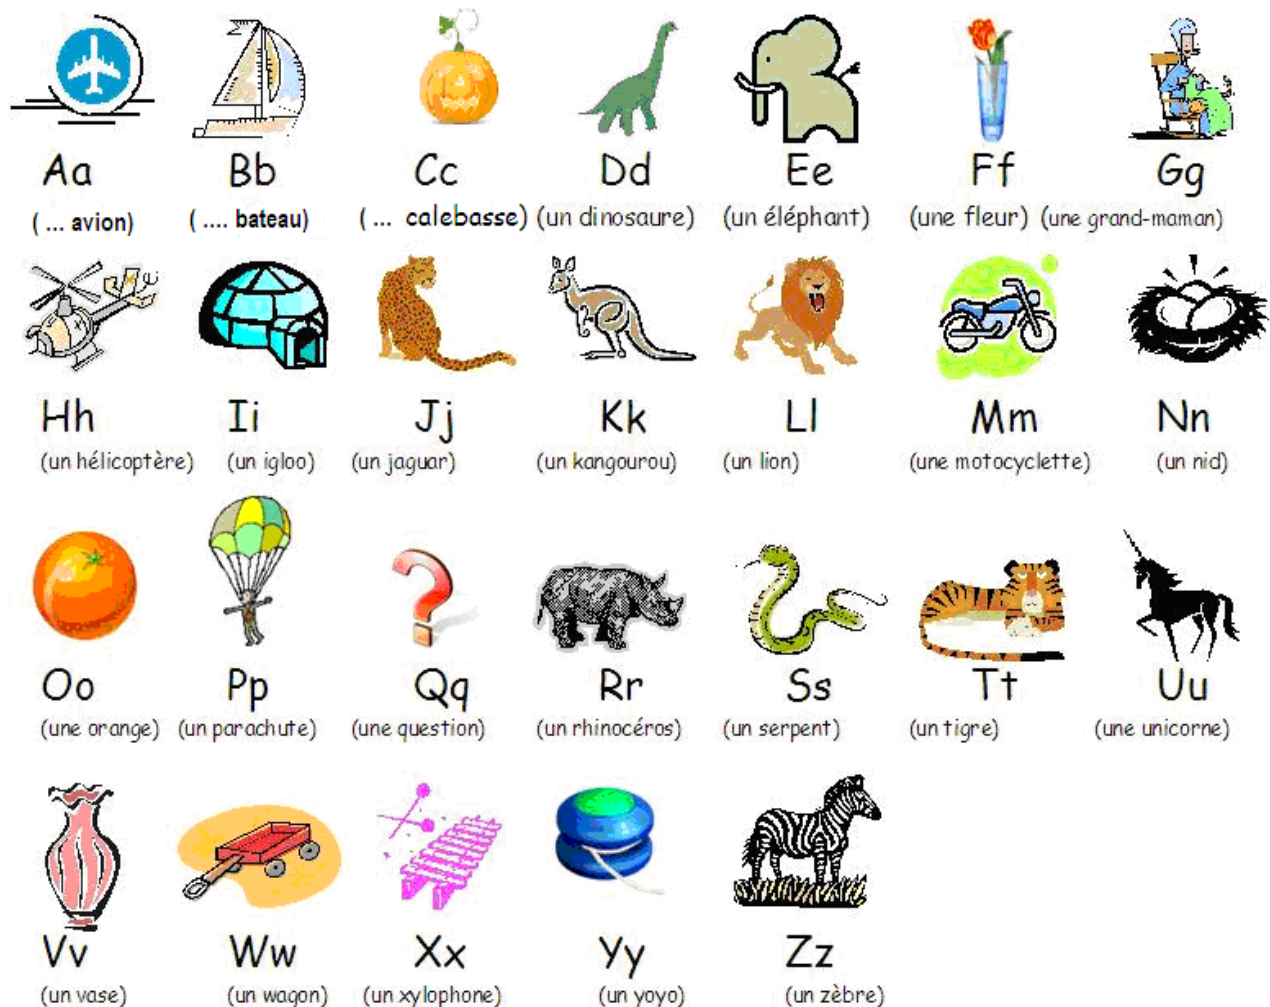 Aa Bb Cc Dd Ee Ff Gg
( ... avion) ( .... bateau) ( ... calebasse) (un dinosaure) (un éléphant) (une fleur) (une grand-maman)
Hh Ii Jj Kk Ll Mm Nn
(un hélicoptère) (un igloo) (un jaguar) (un kangourou) (un lion) (une motocyclette) (un nid)
Oo Pp Qq Rr Ss Tt Uu
(une orange) (un parachute) (une question) (un rhinocéros) (un serpent) (un tigre) (une unicorne)
Vv Ww Xx Yy Zz
(un vase) (un wagon) (un xylophone) (un yoyo) (un zèbre)